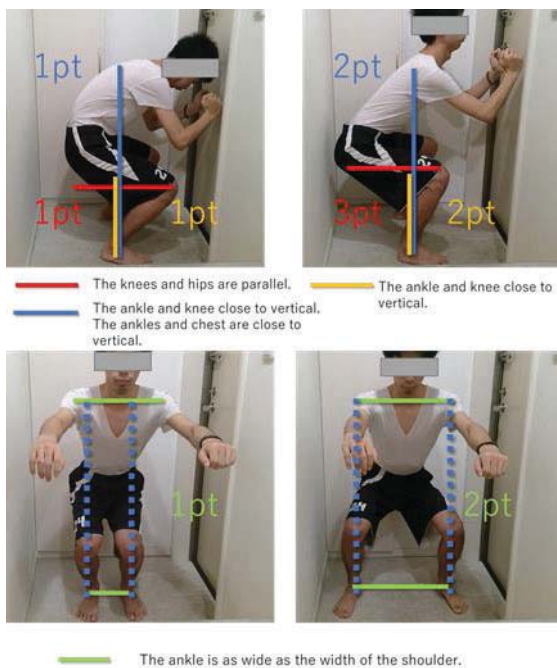 1pt
2pt
1pt
1pt
3pt
2pt
The knees and hips are parallel.
The ankle and knee close to vertical.
The ankle and knee close to vertical.
The ankles and chest are close to vertical.
1pt
2pt
The ankle is as wide as the width of the shoulder.